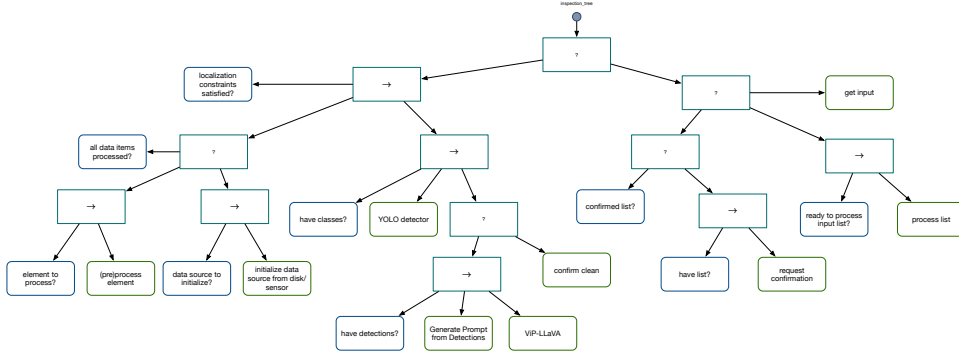 inspection_tree
?
localization
constraints
satisfied?
→
?
get input
all data items
processed?
?
→
?
→
→
→
have classes?
YOLO detector
?
confirmed list?
→
ready to process
input list?
process list
element to
process?
(pre)process
element
data source to
initialize?
initialize data
source from disk/
sensor
→
confirm clean
have list?
request
confirmation
have detections?
Generate Prompt
from Detections
ViP-LLaVA